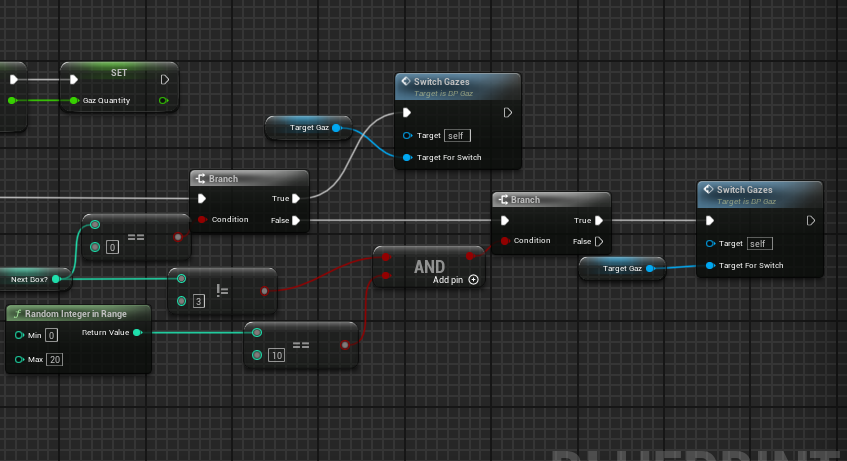 SET
Gaz Quantity
Switch Gazes
Target is DP Gaz
Target self
Target For Switch
Target Gaz
Branch
True
Condition
False
Branch
True
Condition
False
Switch Gazes
Target is DP Gaz
Target self
Target For Switch
Target Gaz
0
==
Next Box?
3
!=
AND
Add pin
f Random Integer in Range
Min 0
Return Value
Max 20
10
==
BLUEPRINT